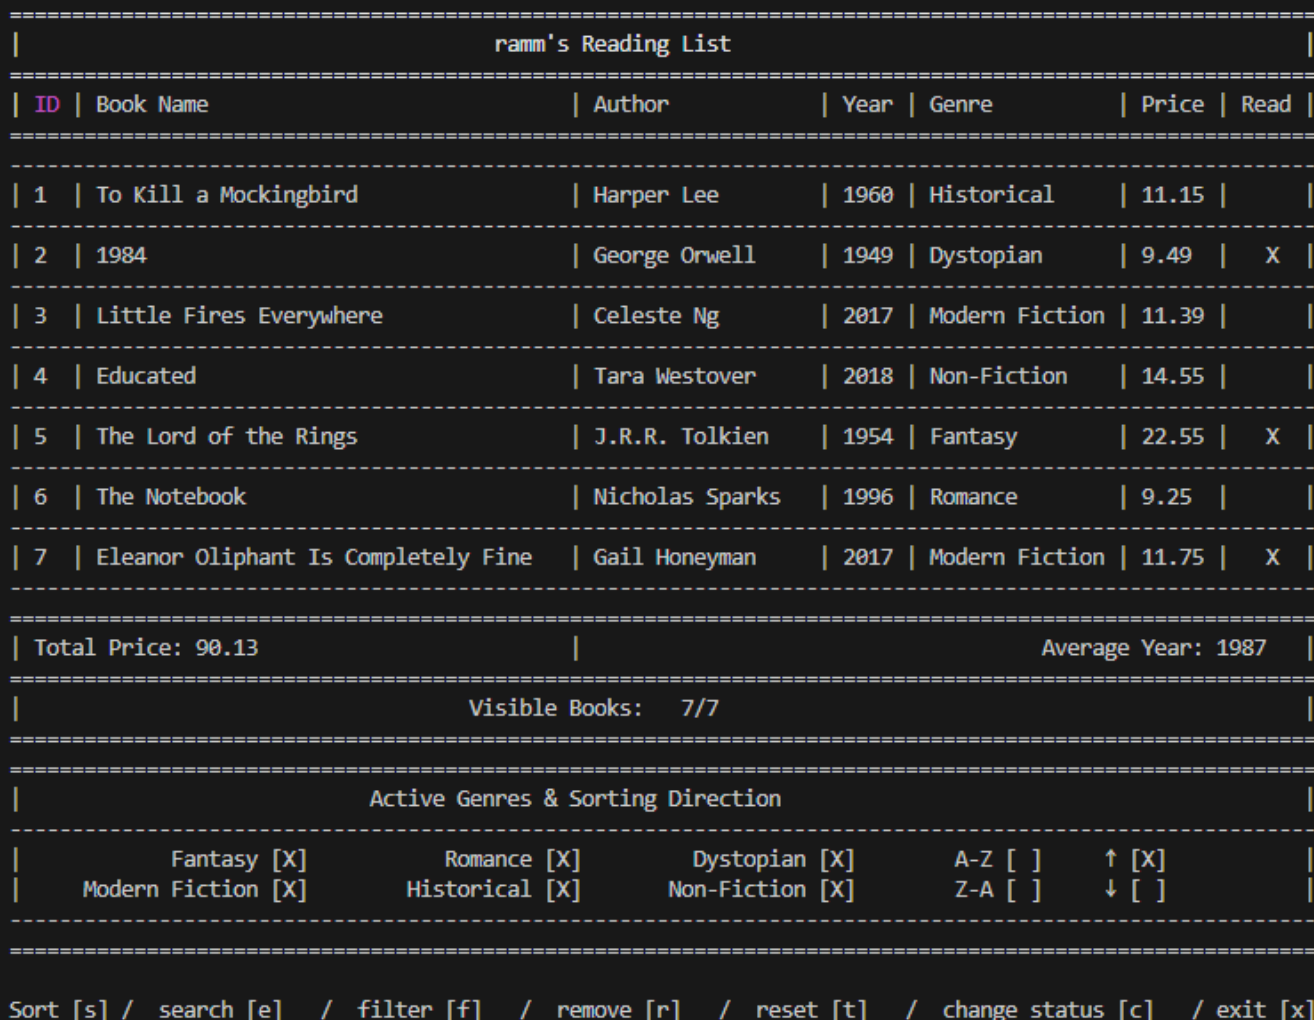 ramm's Reading List
| ID | Book Name | Author | Year | Genre | Price | Read |
| 1 | To Kill a Mockingbird | Harper Lee | 1960 | Historical | 11.15 | |
| 2 | 1984 | George Orwell | 1949 | Dystopian | 9.49 | X |
| 3 | Little Fires Everywhere | Celeste Ng | 2017 | Modern Fiction | 11.39 | |
| 4 | Educated | Tara Westover | 2018 | Non-Fiction | 14.55 | |
| 5 | The Lord of the Rings | J.R.R. Tolkien | 1954 | Fantasy | 22.55 | X |
| 6 | The Notebook | Nicholas Sparks | 1996 | Romance | 9.25 | |
| 7 | Eleanor Oliphant Is Completely Fine | Gail Honeyman | 2017 | Modern Fiction | 11.75 | X |
| Total Price: 90.13 | Average Year: 1987 |
| Visible Books: 7/7 |
| Active Genres & Sorting Direction |
| Fantasy [X] Romance [X] Dystopian [X] A-Z [ ] ↑ [X] |
| Modern Fiction [X] Historical [X] Non-Fiction [X] Z-A [ ] ↓ [ ] |
Sort [s] / search [e] / filter [f] / remove [r] / reset [t] / change status [c] / exit [x]